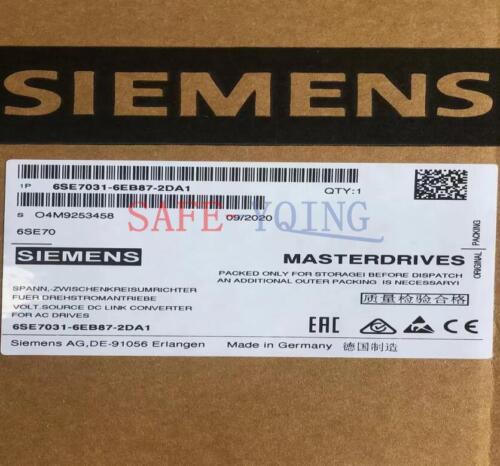 SIEMENS
1P 6SE7031-6EB87-2DA1 QTY:1
S O4M9253458 09/2020
SAFE-YQING
6SE70
SIEMENS MASTERDRIVES
ORIGINAL PACKING
PACKED ONLY FOR STORAGE! BEFORE DISPATCH
AN ADDITIONAL OUTER PACKING IS NECESSARY!
SPANN,-ZWISCHENKREISUMRICHTER
FUER DREHSTROMANTRIEBE
VOLT.SOURCE DC LINK CONVERTER
FOR AC DRIVES
质量检验合格
6SE7031-6EB87-2DA1
EAC CE
Siemens AG,DE-91056 Erlangen Made in Germany 德国制造